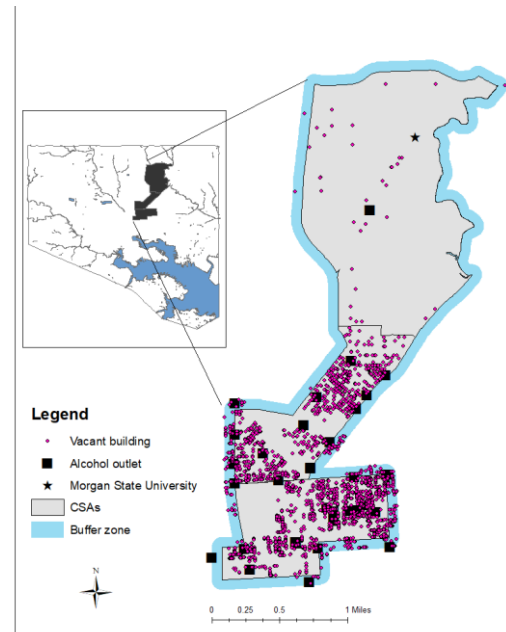 Legend
Vacant building
Alcohol outlet
Morgan State University
CSAs
Buffer zone
N
0 0.25 0.5 1 Miles